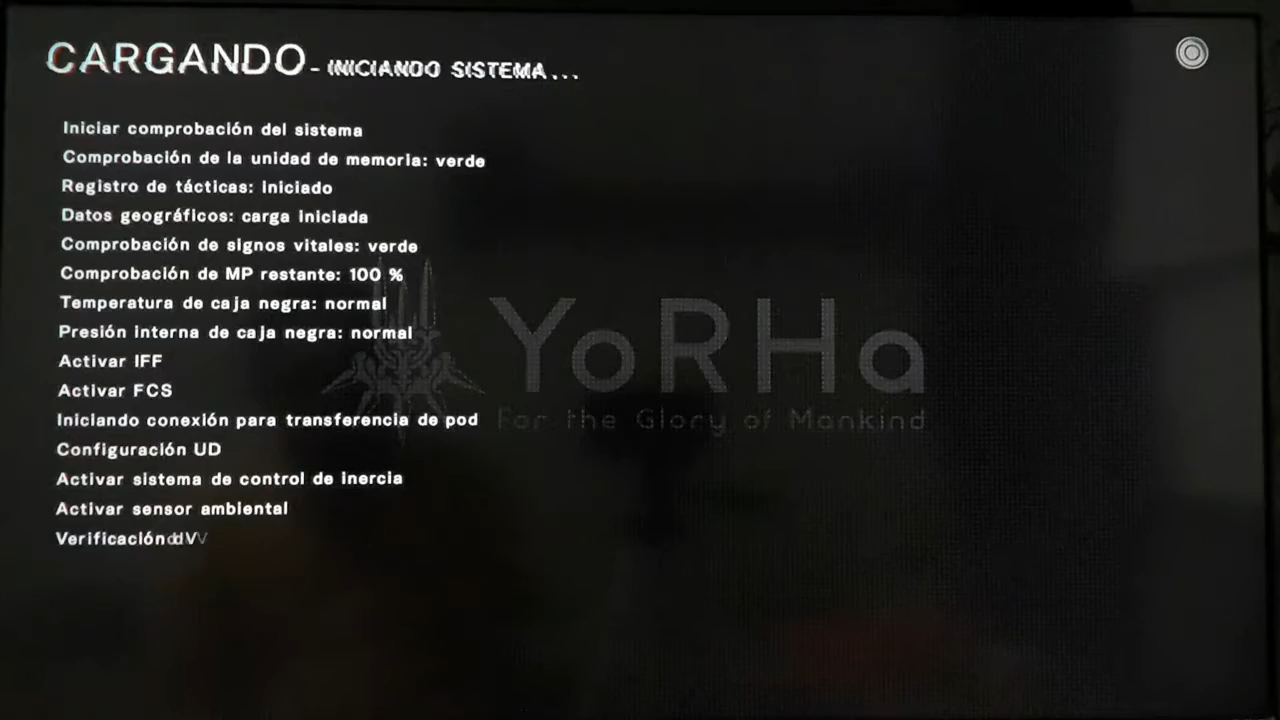 CARGANDO - INICIANDO SISTEMA...
Iniciar comprobación del sistema
Comprobación de la unidad de memoria: verde
Registro de tácticas: iniciado
Datos geográficos: carga iniciada
Comprobación de signos vitales: verde
Comprobación de MP restante: 100 %
Temperatura de caja negra: normal
Presión interna de caja negra: normal
Activar IFF
Activar FCS
Iniciando conexión para transferencia de pod
Configuración UD
Activar sistema de control de inercia
Activar sensor ambiental
Verificación
YoRHa
For the Glory of Mankind